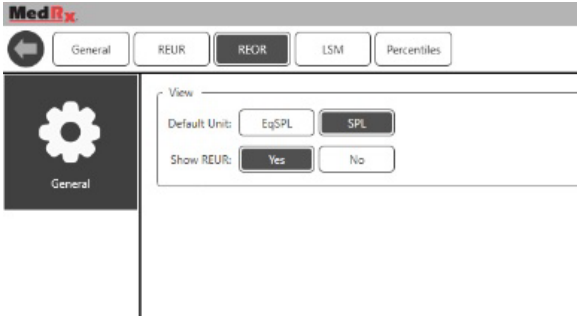 MedRx
General REUR REOR LSM Percentiles
View
Default Unit: EqSPL SPL
Show REUR: Yes No
General